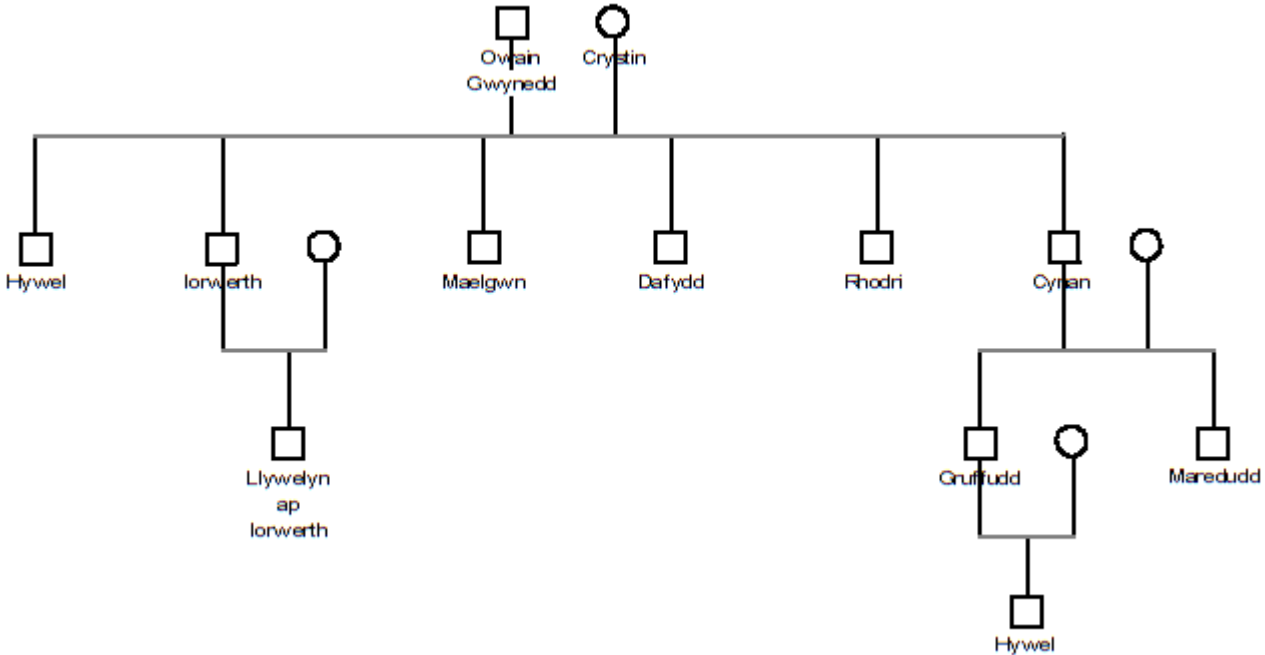 Owain
Gwynedd
Crystin
Hywel
Iorwerth
Maelgwn
Dafydd
Rhodri
Cynan
Llywelyn
ap
Iorwerth
Gruffudd
Maredudd
Hywel